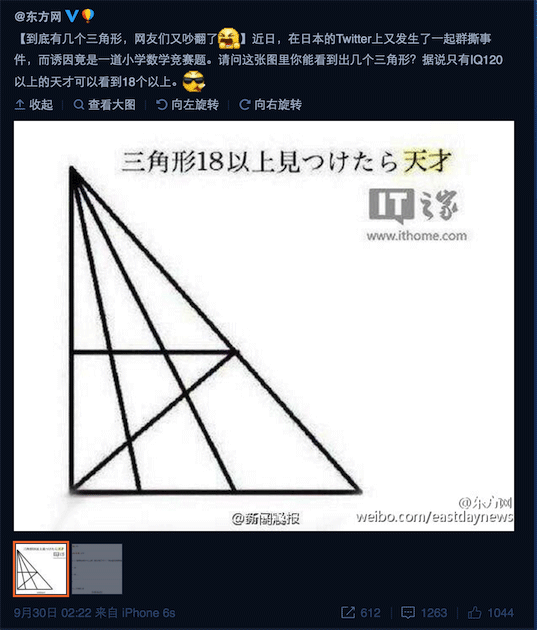 @东方网
【到底有几个三角形,网友们又吵翻了】近日,在日本的Twitter上又发生了一起群撕事
件,而诱因竟是一道小学数学竞赛题。请问这张图里你能看到出几个三角形?据说只有IQ120
以上的天才可以看到18个以上。
收起 查看大图 向左旋转 向右旋转
三角形18以上見つけたら天才
IT之家
www.ithome.com
@东方网
@新闻晨报
weibo.com/eastdaynews
9月30日 02:22 来自 iPhone 6s 612 1263 1044